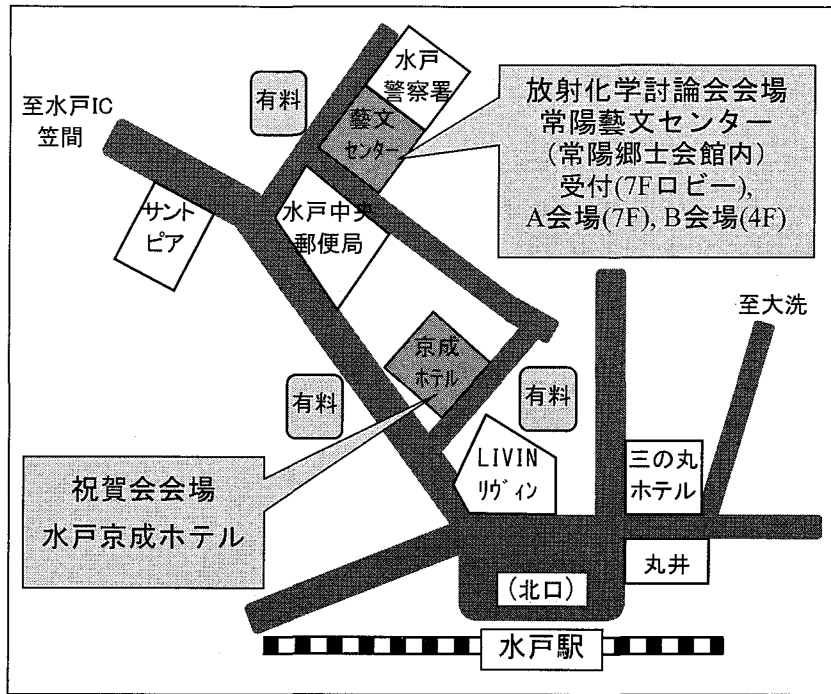 水戸
警察署
有料
藝文
センター
放射化学討論会会場
常陽藝文センター
（常陽郷士会館内）
受付(7Fロビー),
A会場(7F), B会場(4F)
至水戸IC
笠間
サント
ピア
水戸中央
郵便局
至大洗
京成
ホテル
有料
有料
LIVIN
リヴィン
三の丸
ホテル
祝賀会会場
水戸京成ホテル
丸井
(北口)
水戸駅